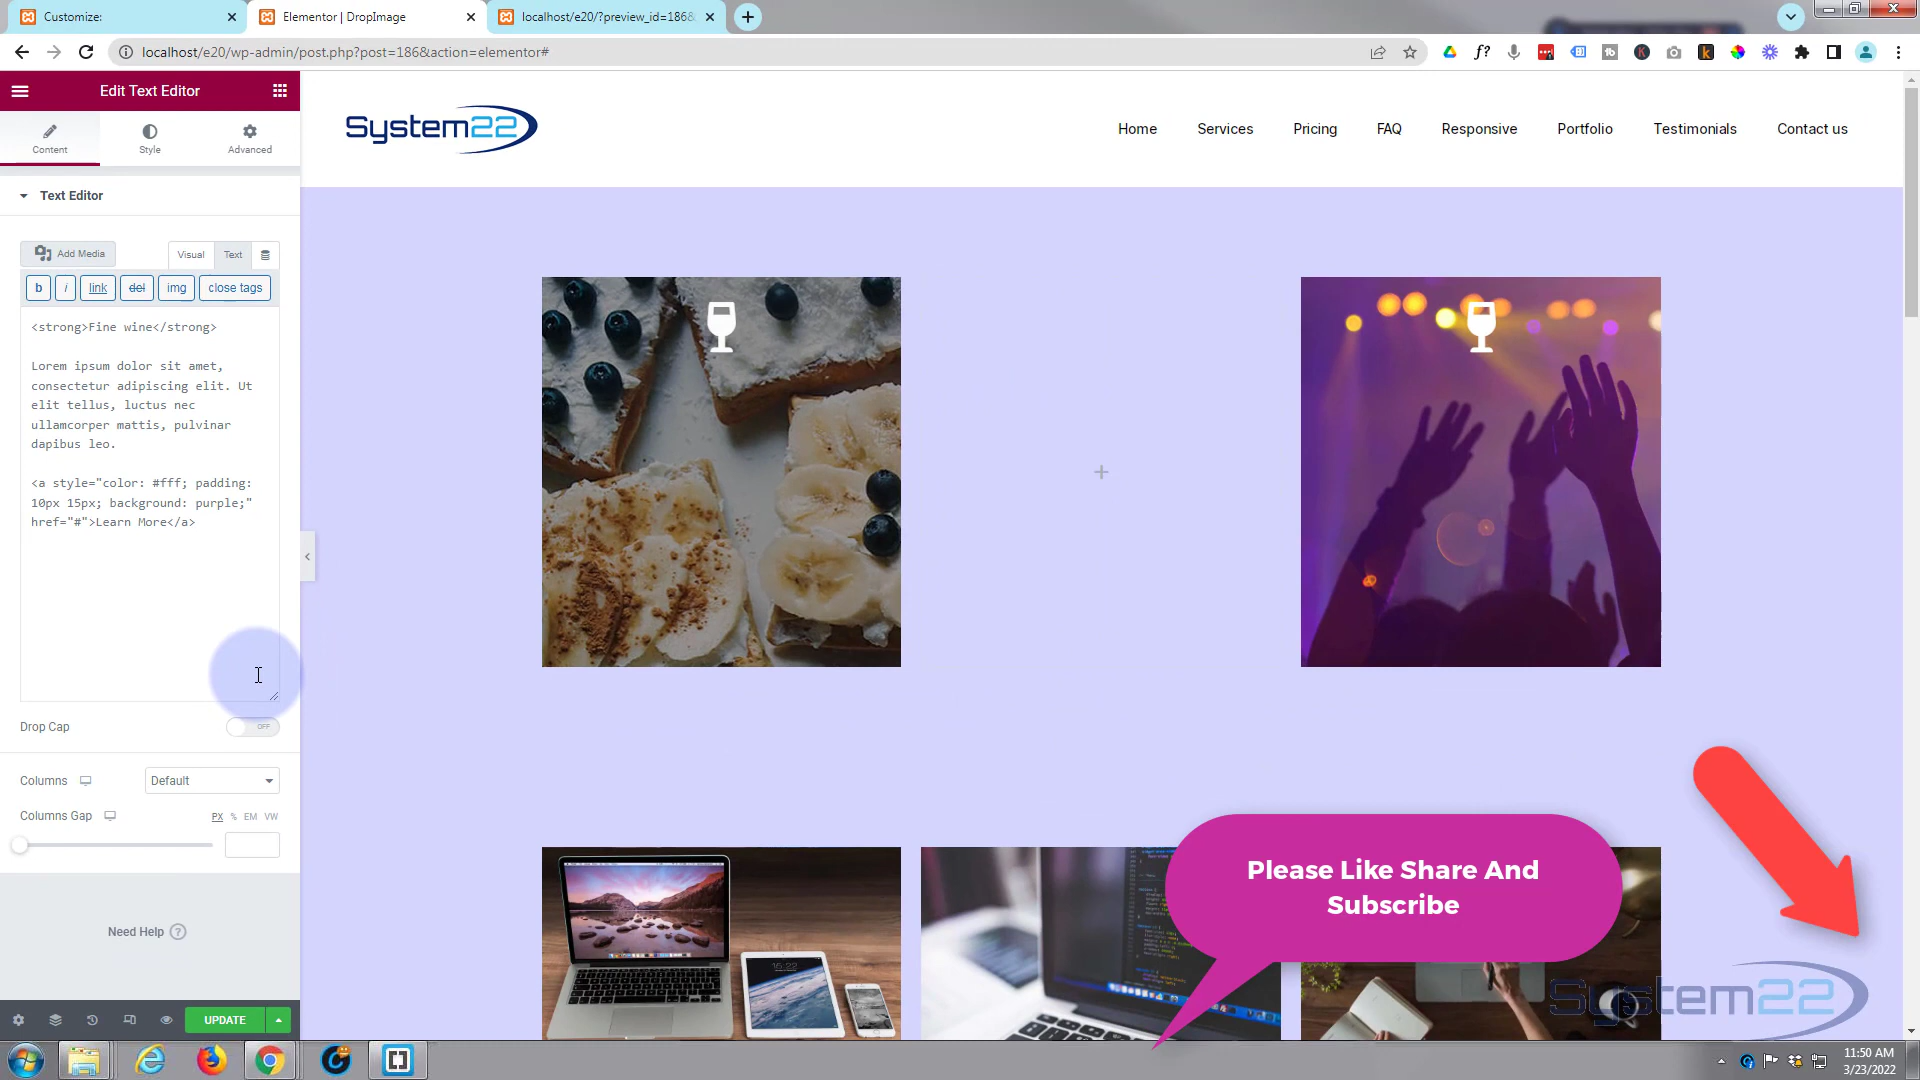 Customize:
Elementor | DropImage
localhost/e20/?preview_id=186&
localhost/e20/wp-admin/post.php?post=186&action=elementor#
Edit Text Editor
Content
Style
Advanced
Text Editor
Add Media
Visual
Text
b
i
link
del
img
close tags
<strong>Fine wine</strong>
Lorem ipsum dolor sit amet,
consectetur adipiscing elit. Ut
elit tellus, luctus nec
ullamcorper mattis, pulvinar
dapibus leo.
<a style="color: #fff; padding:
10px 15px; background: purple;"
href="#">Learn More</a>
Drop Cap
OFF
Columns
Default
Columns Gap
PX % EM VW
Need Help ?
UPDATE
System22
Home
Services
Pricing
FAQ
Responsive
Portfolio
Testimonials
Contact us
15:22
Please Like Share And
Subscribe
System22
11:50 AM
3/23/2022